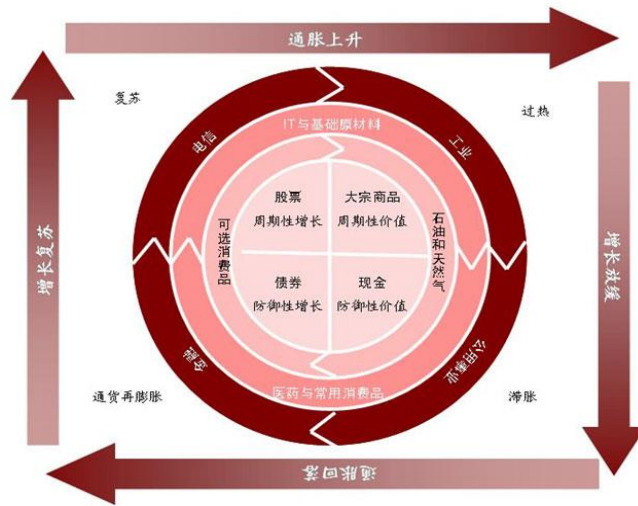 通胀上升
复苏
过热
电信
IT与基础原材料
工业
股票
周期性增长
大宗商品
周期性价值
可选消费品
石油和天然气
增长复苏
增长放缓
债券
防御性增长
现金
防御性价值
金融
公用事业
医药与常用消费品
通货再膨胀
滞胀
通胀回落